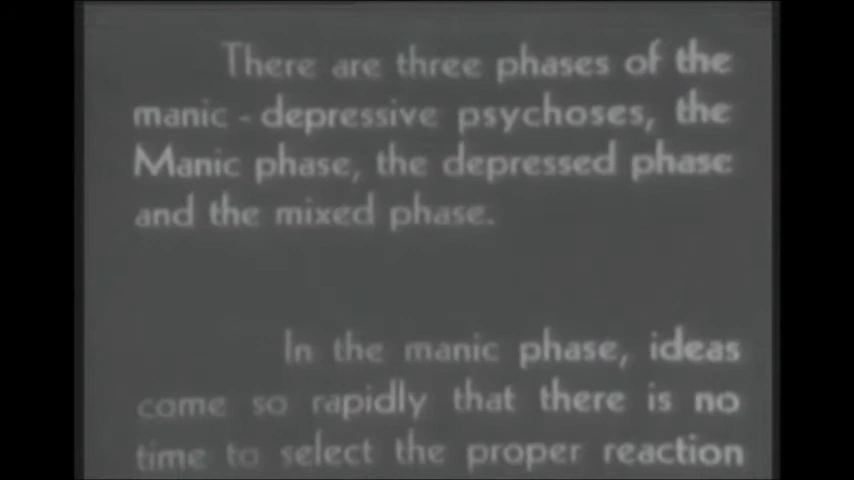 There are three phases of the
manic - depressive psychoses, the
Manic phase, the depressed phase
and the mixed phase.
In the manic phase, ideas
come so rapidly that there is no
time to select the proper reaction